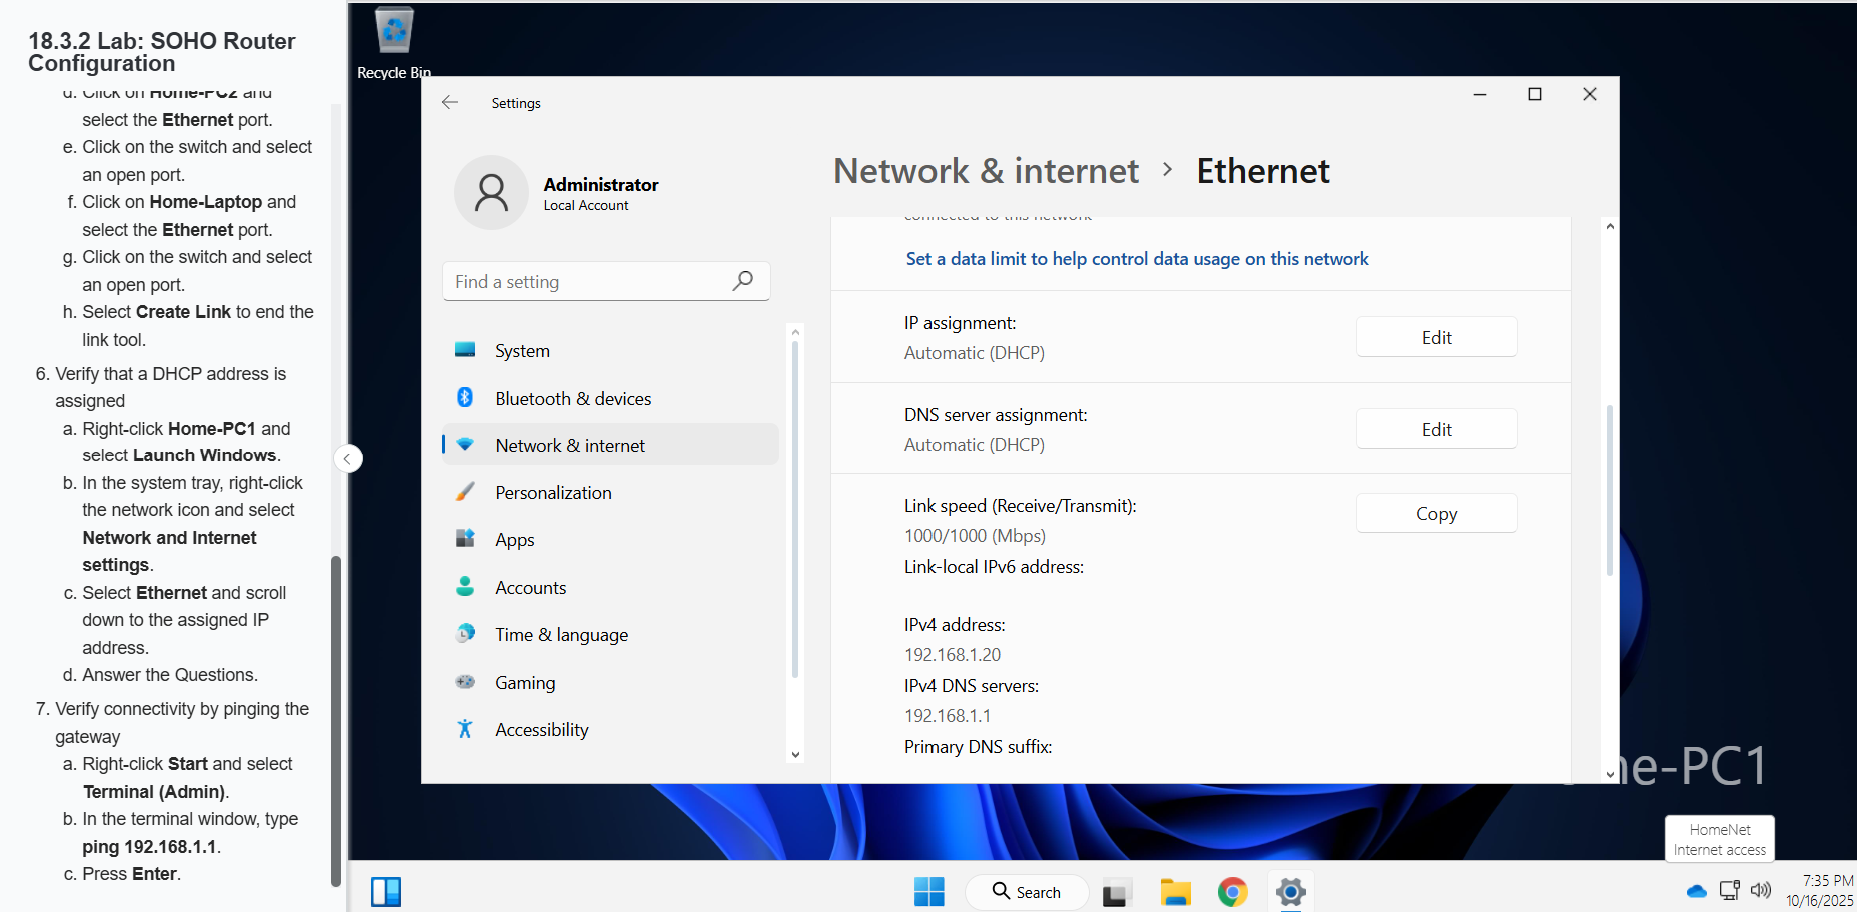 18.3.2 Lab: SOHO Router
Configuration
d. Click on Home-PC2 and
select the Ethernet port.
e. Click on the switch and select
an open port.
f. Click on Home-Laptop and
select the Ethernet port.
g. Click on the switch and select
an open port.
h. Select Create Link to end the
link tool.
6. Verify that a DHCP address is
assigned
a. Right-click Home-PC1 and
select Launch Windows.
b. In the system tray, right-click
the network icon and select
Network and Internet
settings.
c. Select Ethernet and scroll
down to the assigned IP
address.
d. Answer the Questions.
7. Verify connectivity by pinging the
gateway
a. Right-click Start and select
Terminal (Admin).
b. In the terminal window, type
ping 192.168.1.1.
c. Press Enter.
Recycle Bin
Settings
Administrator
Local Account
Find a setting
System
Bluetooth & devices
Network & internet
Personalization
Apps
Accounts
Time & language
Gaming
Accessibility
Network & internet > Ethernet
connected to this network
Set a data limit to help control data usage on this network
IP assignment:
Automatic (DHCP)
Edit
DNS server assignment:
Automatic (DHCP)
Edit
Link speed (Receive/Transmit):
1000/1000 (Mbps)
Copy
Link-local IPv6 address:
IPv4 address:
192.168.1.20
IPv4 DNS servers:
192.168.1.1
Primary DNS suffix:
me-PC1
HomeNet
Internet access
Search
7:35 PM
10/16/2025